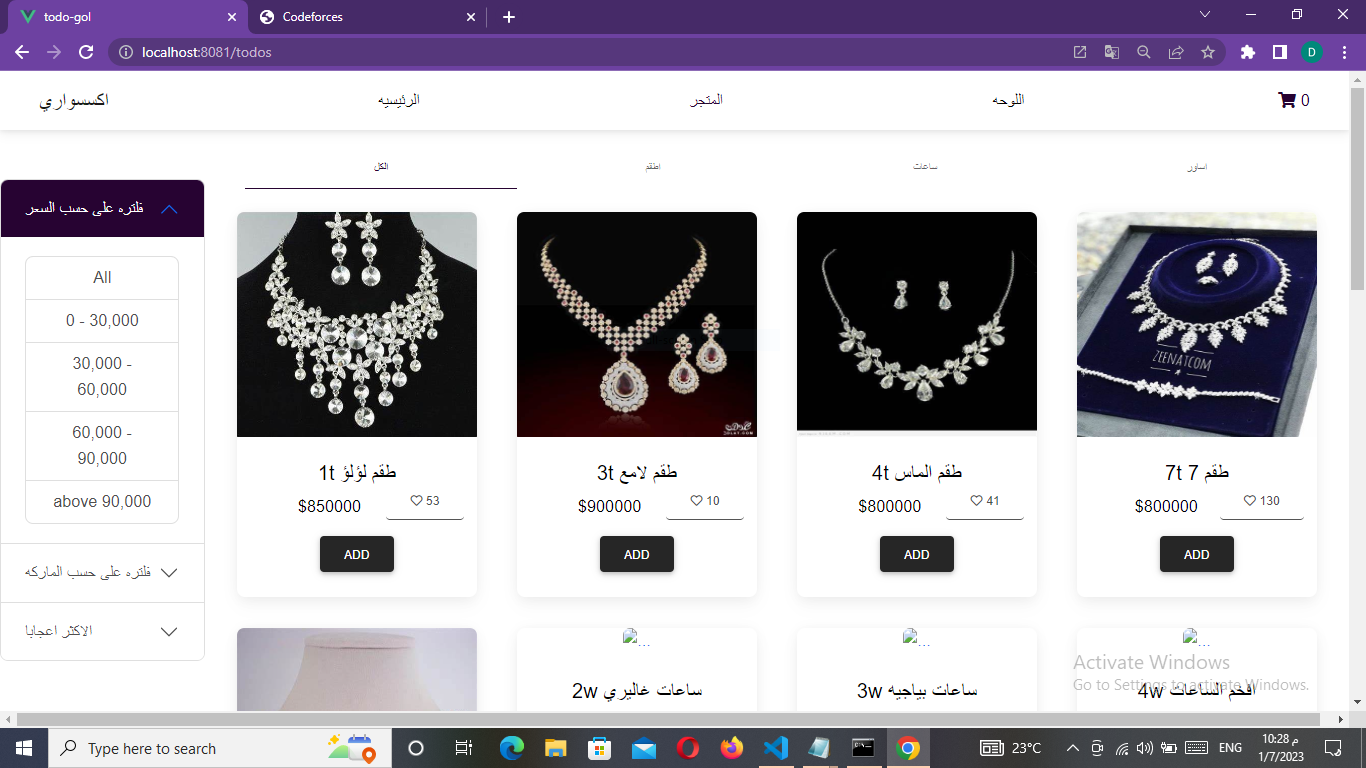 todo-gol
Codeforces
localhost:8081/todos
D
اكسسواري
الرئيسيه
المتجر
اللوحه
0
الكل
اطقم
ساعات
اساور
فلتره على حسب السعر
All
0 - 30,000
30,000 -
60,000
60,000 -
90,000
above 90,000
فلتره على حسب الماركه
الاكثر اعجابا
ZEENATCOM
طقم لؤلؤ 1t
$850000
53
ADD
طقم لامع 3t
$900000
10
ADD
طقم الماس 4t
$800000
41
ADD
طقم 7 7t
$800000
130
ADD
...
ساعات غاليري 2w
...
ساعات بياجيه 3w
...
افخم الساعات 4w
Activate Windows
Go to Settings to activate Windows.
Type here to search
23°C
ENG
10:28 م
1/7/2023